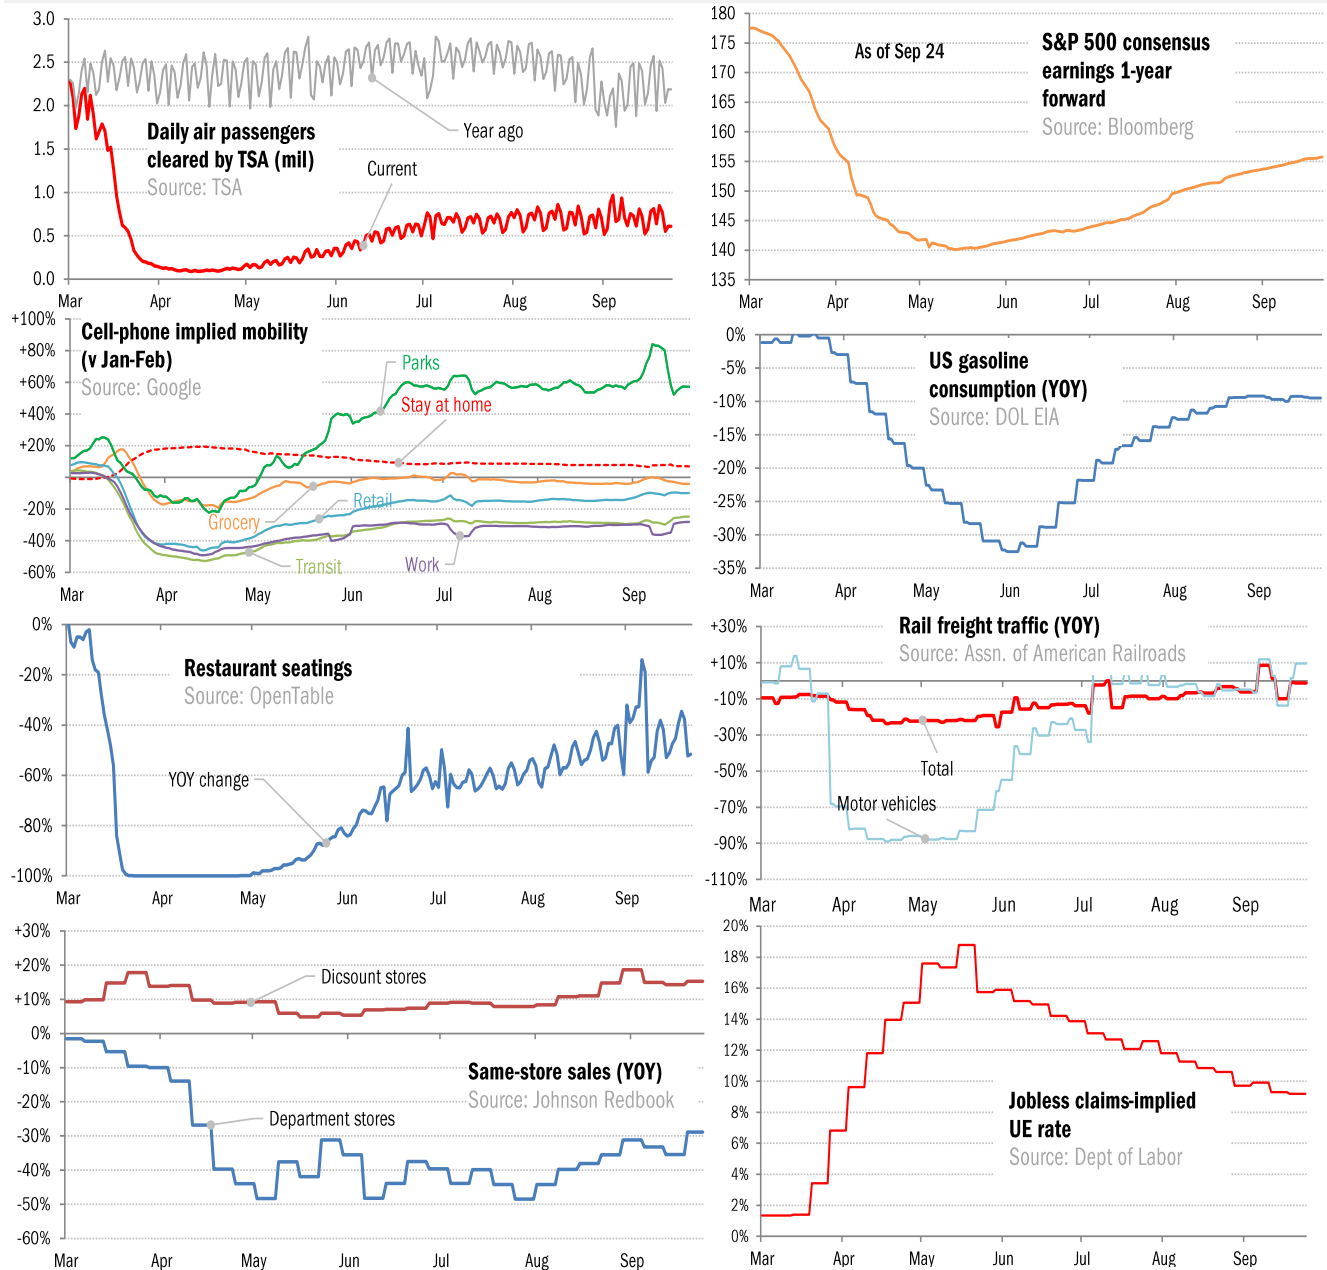 3.0
2.5
2.0
1.5
1.0
0.5
0.0
Daily air passengers
cleared by TSA (mil)
Source: TSA
Year ago
Current
Mar Apr May Jun Jul Aug Sep
180
175
170
165
160
155
150
145
140
135
As of Sep 24
S&P 500 consensus
earnings 1-year
forward
Source: Bloomberg
Mar Apr May Jun Jul Aug Sep
+100%
+80%
+60%
+40%
+20%
-20%
-40%
-60%
Cell-phone implied mobility
(v Jan-Feb)
Source: Google
Parks
Stay at home
Retail
Grocery
Transit
Work
Mar Apr May Jun Jul Aug Sep
0%
-5%
-10%
-15%
-20%
-25%
-30%
-35%
US gasoline
consumption (YOY)
Source: DOL EIA
Mar Apr May Jun Jul Aug Sep
0%
-20%
-40%
-60%
-80%
-100%
Restaurant seatings
Source: OpenTable
YOY change
Mar Apr May Jun Jul Aug Sep
+30%
+10%
-10%
-30%
-50%
-70%
-90%
-110%
Rail freight traffic (YOY)
Source: Assn. of American Railroads
Total
Motor vehicles
Mar Apr May Jun Jul Aug Sep
+30%
+20%
+10%
0%
-10%
-20%
-30%
-40%
-50%
-60%
Dicsount stores
Same-store sales (YOY)
Source: Johnson Redbook
Department stores
Mar Apr May Jun Jul Aug Sep
20%
18%
16%
14%
12%
10%
8%
6%
4%
2%
0%
Jobless claims-implied
UE rate
Source: Dept of Labor
Mar Apr May Jun Jul Aug Sep